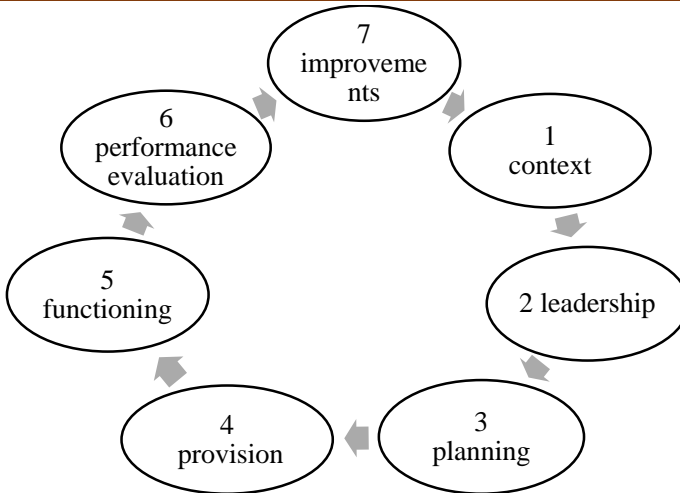 7
improveme
nts
1
context
2 leadership
3
planning
4
provision
5
functioning
6
performance
evaluation